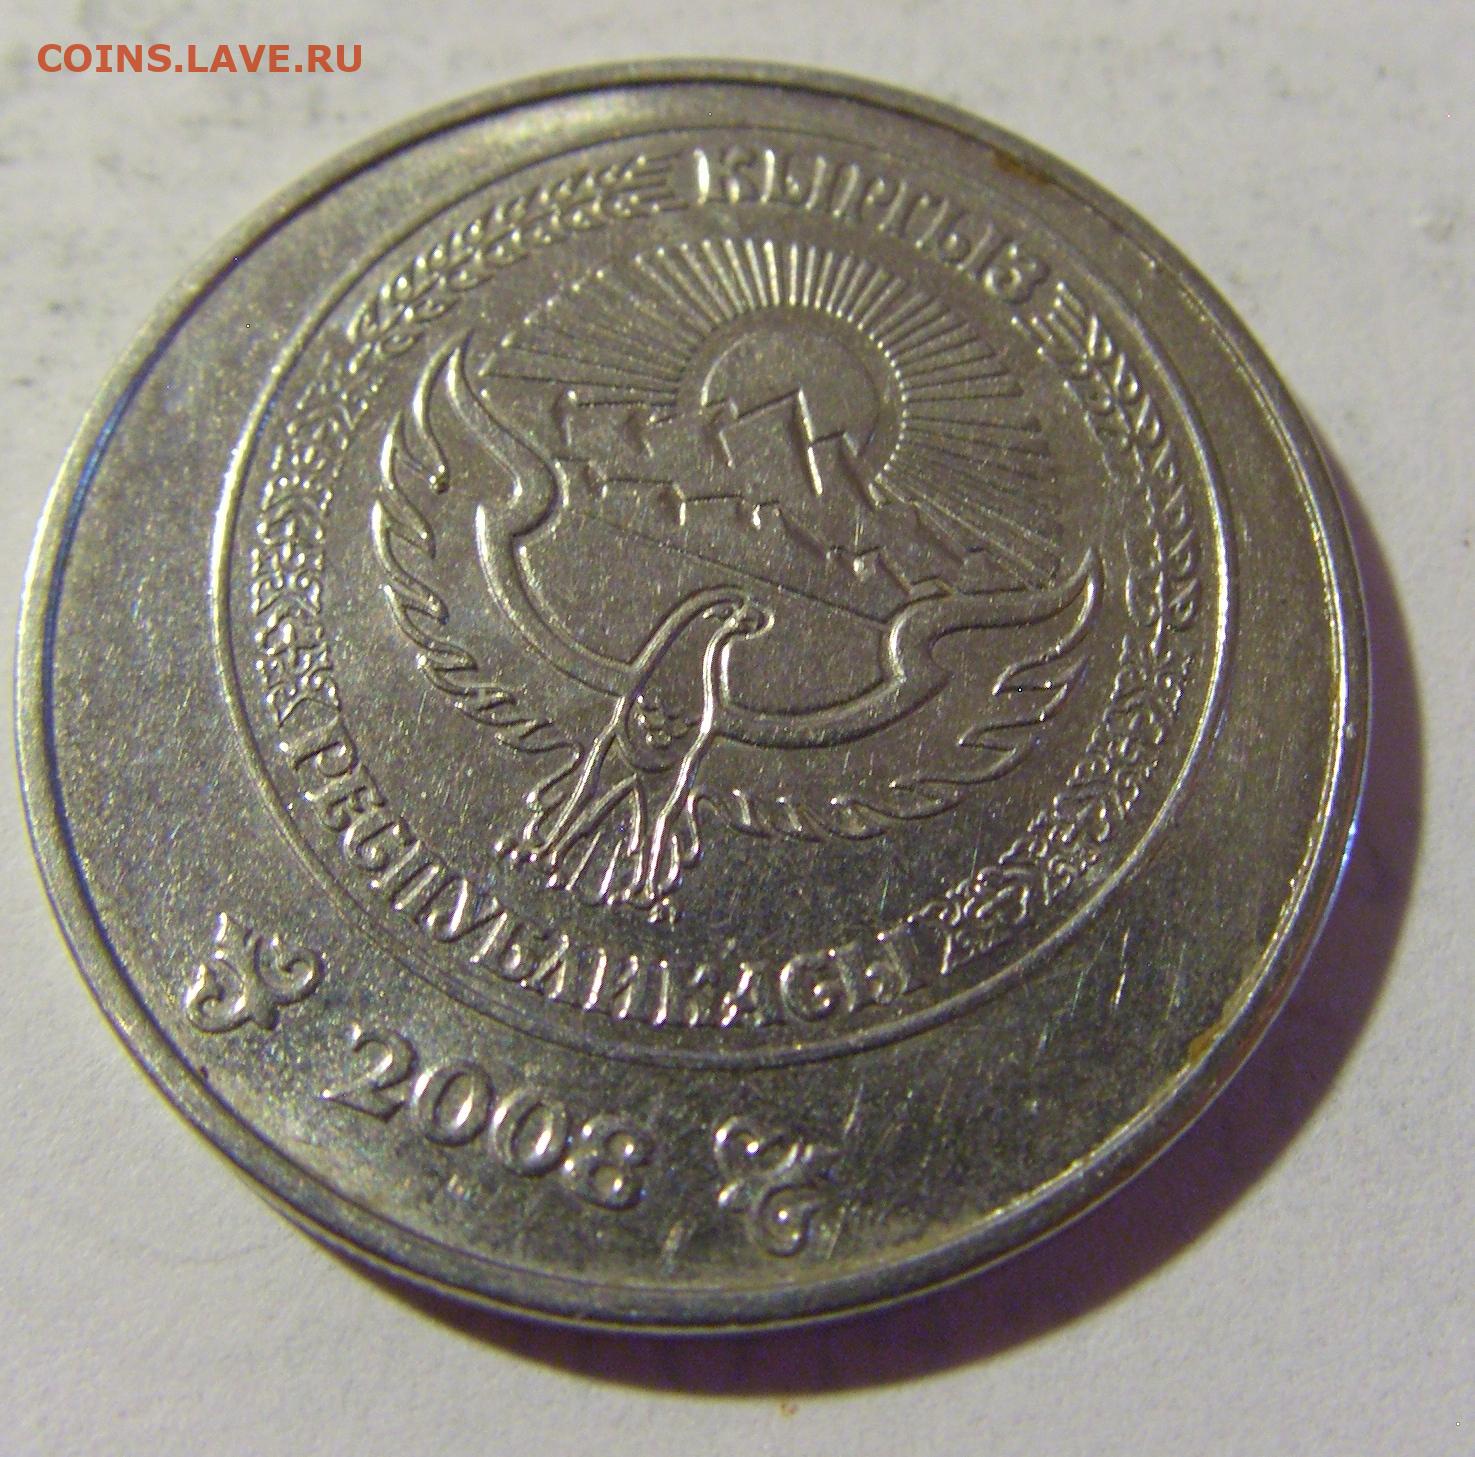 COINS.LAVE.RU
КЫРГЫЗ
РЕСПУБЛИКАСЫ
2008